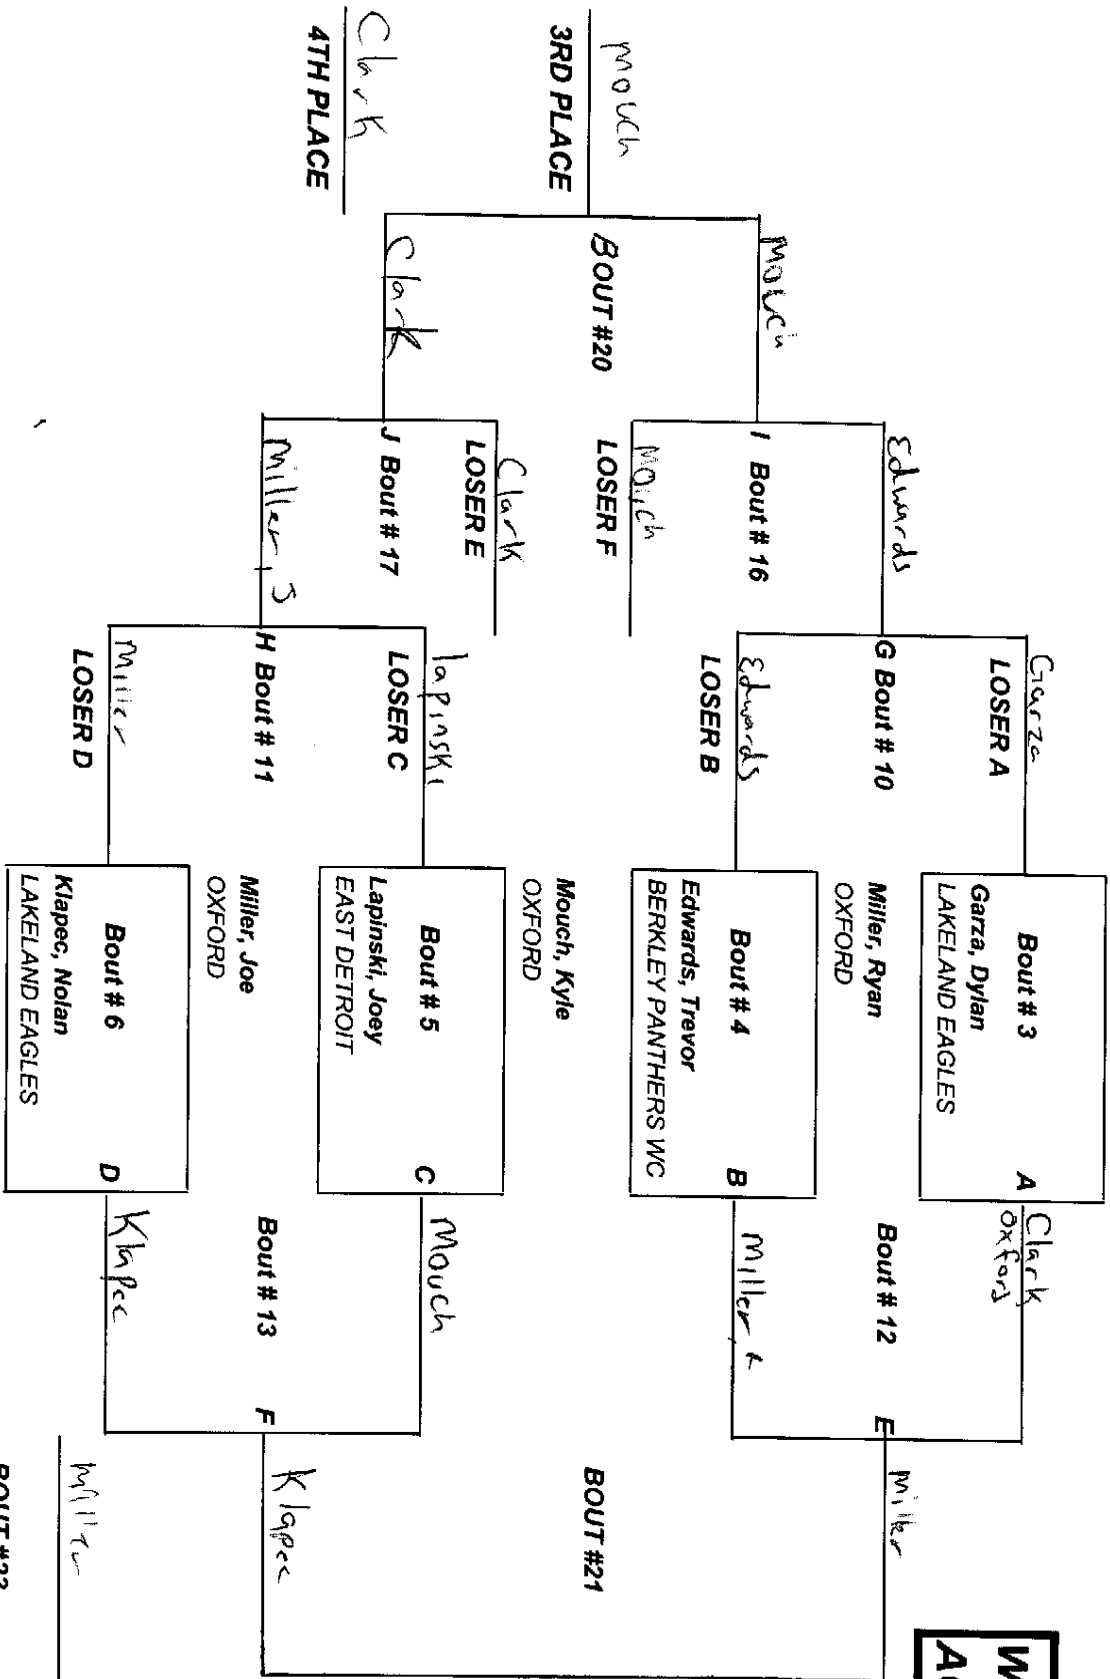 W
A
Mouch
3RD PLACE
Clark
4TH PLACE
Mouch
BOUT #20
Clark
Edwards
I Bout # 16
Mouch
LOSER F
Clark
LOSER E
J Bout # 17
Miller, J
Garza
LOSER A
G Bout # 10
Edwards
LOSER B
lapinski
LOSER C
H Bout # 11
Miller
LOSER D
Bout # 3 A
Garza, Dylan
LAKELAND EAGLES
Miller, Ryan
OXFORD
Bout # 4 B
Edwards, Trevor
BERKLEY PANTHERS WC
Mouch, Kyle
OXFORD
Bout # 5 C
Lapinski, Joey
EAST DETROIT
Miller, Joe
OXFORD
Bout # 6 D
Klapec, Nolan
LAKELAND EAGLES
Clark
Oxford
Bout # 12 E
Miller R
Mouch
Bout # 13 F
Klapec
Miller
BOUT #21
Klapec
Miller